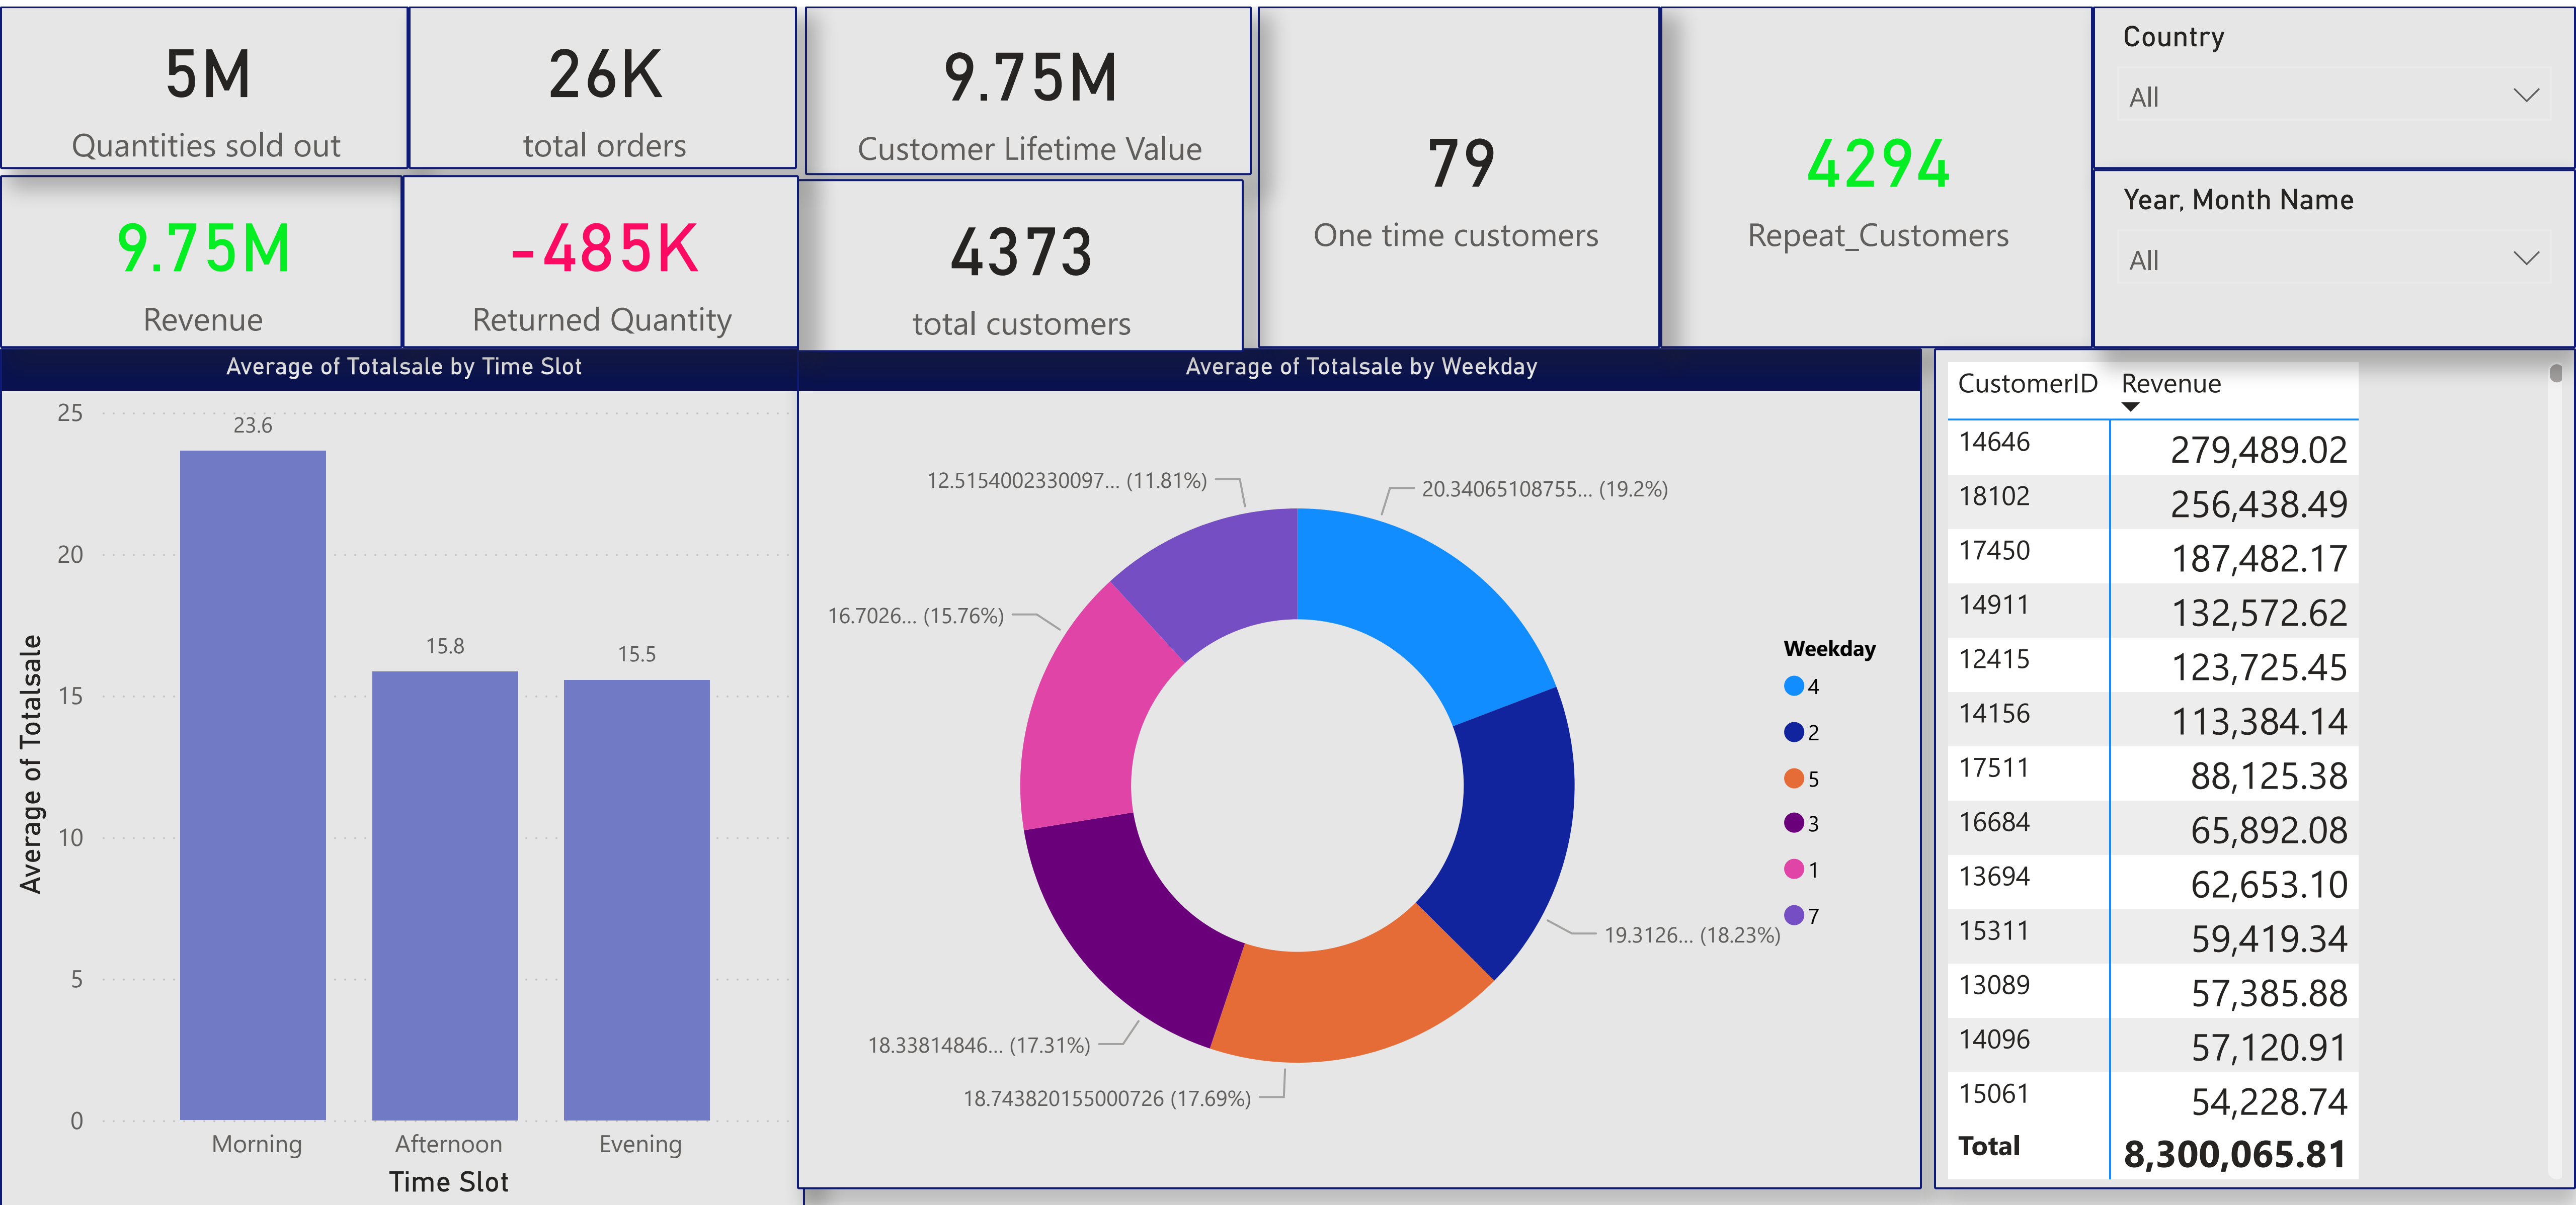 5M
Quantities sold out
26K
total orders
9.75M
Customer Lifetime Value
79
One time customers
4294
Repeat_Customers
Country
All
9.75M
Revenue
-485K
Returned Quantity
4373
total customers
Year, Month Name
All
Average of Totalsale by Time Slot
25
20
15
10
5
0
Average of Totalsale
23.6
15.8
15.5
Morning
Afternoon
Evening
Time Slot
Average of Totalsale by Weekday
12.5154002330097... (11.81%)
20.34065108755... (19.2%)
16.7026... (15.76%)
19.3126... (18.23%)
18.33814846... (17.31%)
18.743820155000726 (17.69%)
Weekday
4
2
5
3
1
7
CustomerID Revenue
14646 279,489.02
18102 256,438.49
17450 187,482.17
14911 132,572.62
12415 123,725.45
14156 113,384.14
17511 88,125.38
16684 65,892.08
13694 62,653.10
15311 59,419.34
13089 57,385.88
14096 57,120.91
15061 54,228.74
Total 8,300,065.81